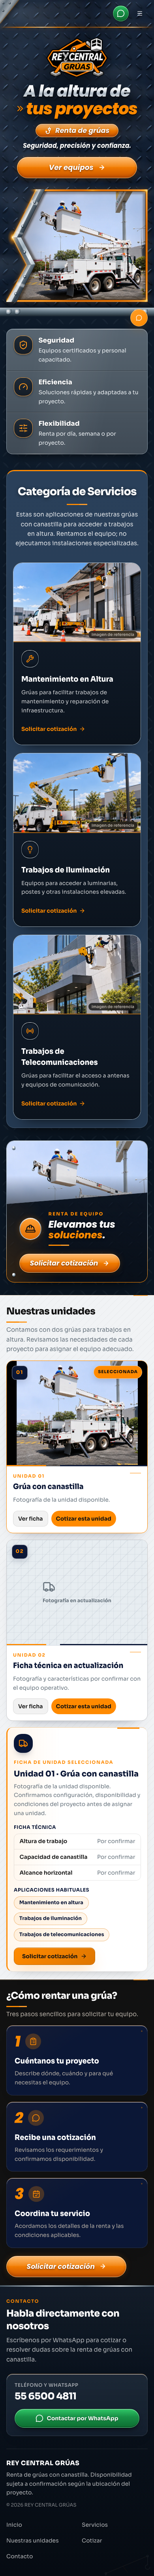 REY CENTRAL
GRÚAS
A la altura de
» tus proyectos
Renta de grúas
Seguridad, precisión y confianza.
Ver equipos →
Seguridad
Equipos certificados y personal
capacitado.
Eficiencia
Soluciones rápidas y adaptadas a tu
proyecto.
Flexibilidad
Renta por día, semana o por
proyecto.
Categoría de Servicios
Estas son aplicaciones de nuestras grúas
con canastilla para acceder a trabajos
en altura. Rentamos el equipo; no
ejecutamos instalaciones especializadas.
Imagen de referencia
Mantenimiento en Altura
Grúas para facilitar trabajos de
mantenimiento y reparación de
infraestructura.
Solicitar cotización →
Imagen de referencia
Trabajos de Iluminación
Equipos para acceder a luminarias,
postes y otras instalaciones elevadas.
Solicitar cotización →
Imagen de referencia
Trabajos de
Telecomunicaciones
Grúas para facilitar el acceso a antenas
y equipos de comunicación.
Solicitar cotización →
RENTA DE EQUIPO
Elevamos tus
soluciones.
Solicitar cotización →
Nuestras unidades
Contamos con dos grúas para trabajos en
altura. Revisamos las necesidades de cada
proyecto para asignar el equipo adecuado.
01
SELECCIONADA
UNIDAD 01
Grúa con canastilla
Fotografía de la unidad disponible.
Ver ficha
Cotizar esta unidad
02
Fotografía en actualización
UNIDAD 02
Ficha técnica en actualización
Fotografía y características por confirmar con
el equipo operativo.
Ver ficha
Cotizar esta unidad
FICHA DE UNIDAD SELECCIONADA
Unidad 01 · Grúa con canastilla
Fotografía de la unidad disponible.
Confirmamos configuración, disponibilidad y
condiciones del proyecto antes de asignar
una unidad.
FICHA TÉCNICA
Altura de trabajo Por confirmar
Capacidad de canastilla Por confirmar
Alcance horizontal Por confirmar
APLICACIONES HABITUALES
Mantenimiento en altura
Trabajos de iluminación
Trabajos de telecomunicaciones
Solicitar cotización →
¿Cómo rentar una grúa?
Tres pasos sencillos para solicitar tu equipo.
1
Cuéntanos tu proyecto
Describe dónde, cuándo y para qué
necesitas el equipo.
2
Recibe una cotización
Revisamos los requerimientos y
confirmamos disponibilidad.
3
Coordina tu servicio
Acordamos los detalles de la renta y las
condiciones aplicables.
Solicitar cotización →
CONTACTO
Habla directamente con
nosotros
Escríbenos por WhatsApp para cotizar o
resolver dudas sobre la renta de grúas con
canastilla.
TELÉFONO Y WHATSAPP
55 6500 4811
Contactar por WhatsApp
REY CENTRAL GRÚAS
Renta de grúas con canastilla. Disponibilidad
sujeta a confirmación según la ubicación del
proyecto.
© 2026 REY CENTRAL GRÚAS
Inicio Servicios
Nuestras unidades Cotizar
Contacto